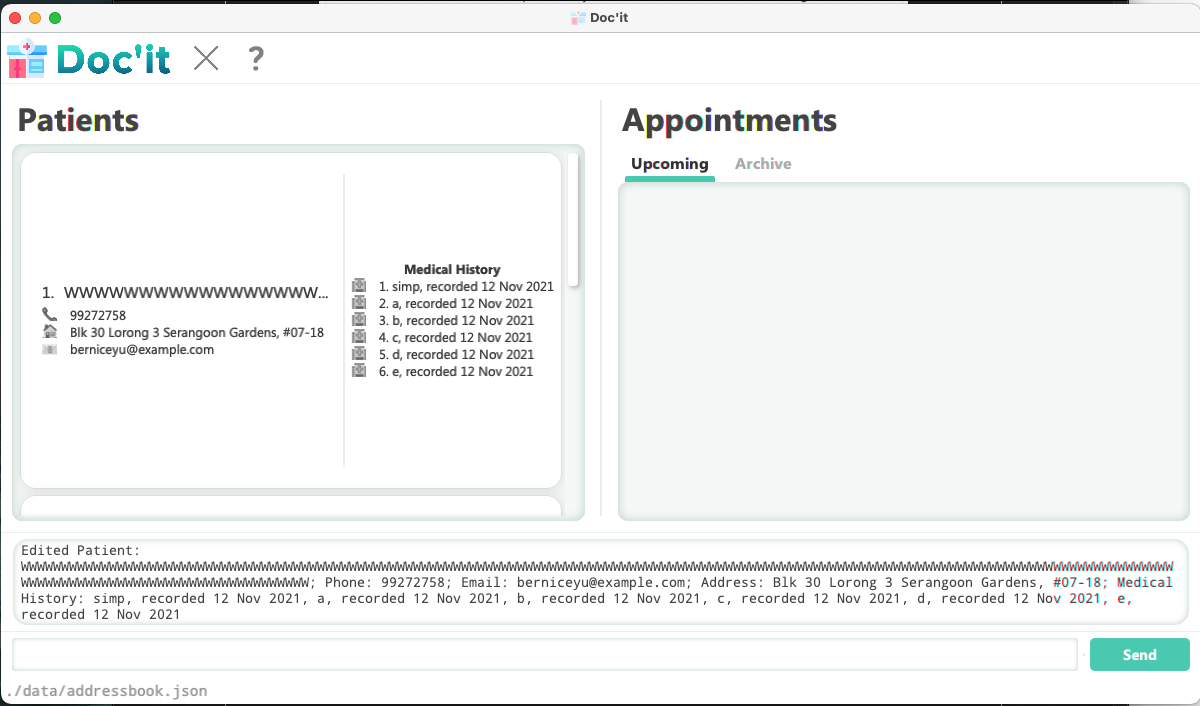 Doc'it
Doc'it
?
Patients
1. WWWWWWWWWWWWWWWWW...
99272758
Blk 30 Lorong 3 Serangoon Gardens, #07-18
berniceyu@example.com
Medical History
1. simp, recorded 12 Nov 2021
2. a, recorded 12 Nov 2021
3. b, recorded 12 Nov 2021
4. c, recorded 12 Nov 2021
5. d, recorded 12 Nov 2021
6. e, recorded 12 Nov 2021
Appointments
Upcoming Archive
Edited Patient:
WWWWWWWWWWWWWWWWWWWWWWWWWWWWWWWWWWWWWWWWWWWWWWWWWWWWWWWWWWWWWWWWWWWWWWWWWWWWWWWWWWWWWWWWWWWWWWWWWWWWWWWWWWWWWWWWWWWWWWWWWWWWWWWWWWWWWWWW
WWWWWWWWWWWWWWWWWWWWWWWWWWWWWWWWWWWW; Phone: 99272758; Email: berniceyu@example.com; Address: Blk 30 Lorong 3 Serangoon Gardens, #07-18; Medical
History: simp, recorded 12 Nov 2021, a, recorded 12 Nov 2021, b, recorded 12 Nov 2021, c, recorded 12 Nov 2021, d, recorded 12 Nov 2021, e,
recorded 12 Nov 2021
Send
./data/addressbook.json